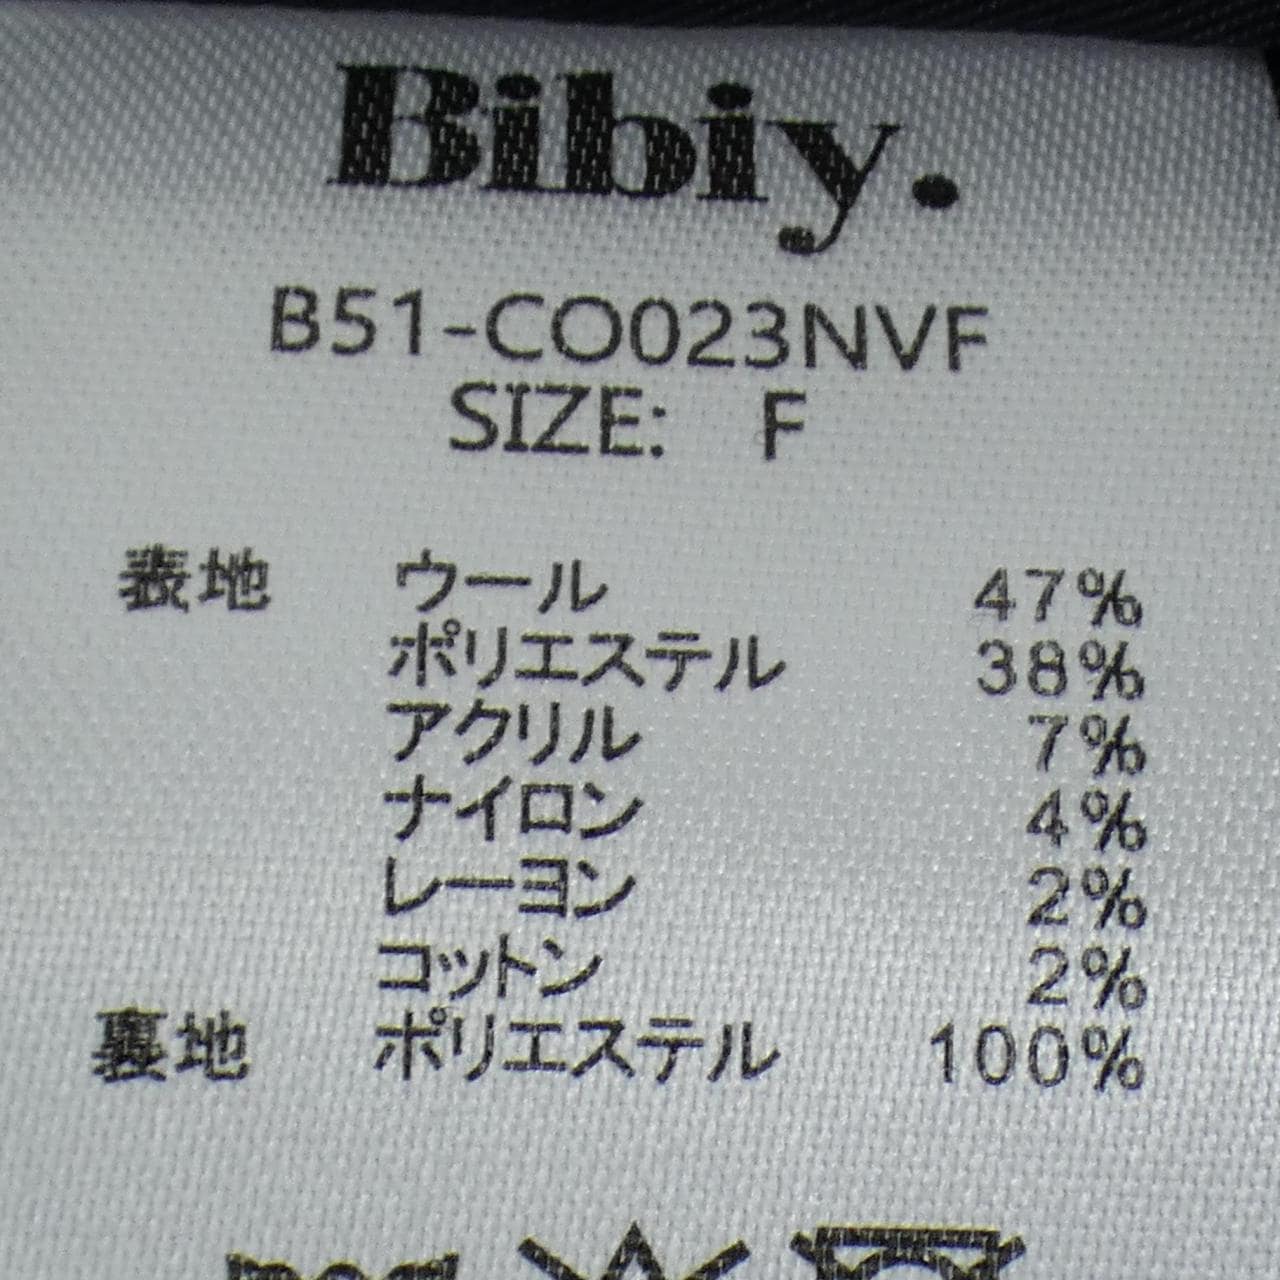 Bibiy.
B51-CO023NVF
SIZE: F
表地 ウール 47%
ポリエステル 38%
アクリル 7%
ナイロン 4%
レーヨン 2%
コットン 2%
裏地 ポリエステル 100%